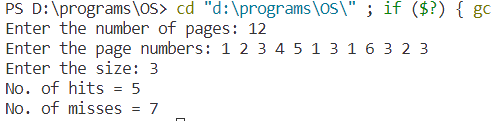 PS D:\programs\OS> cd "d:\programs\OS\" ; if ($?) { gc
Enter the number of pages: 12
Enter the page numbers: 1 2 3 4 5 1 3 1 6 3 2 3
Enter the size: 3
No. of hits = 5
No. of misses = 7